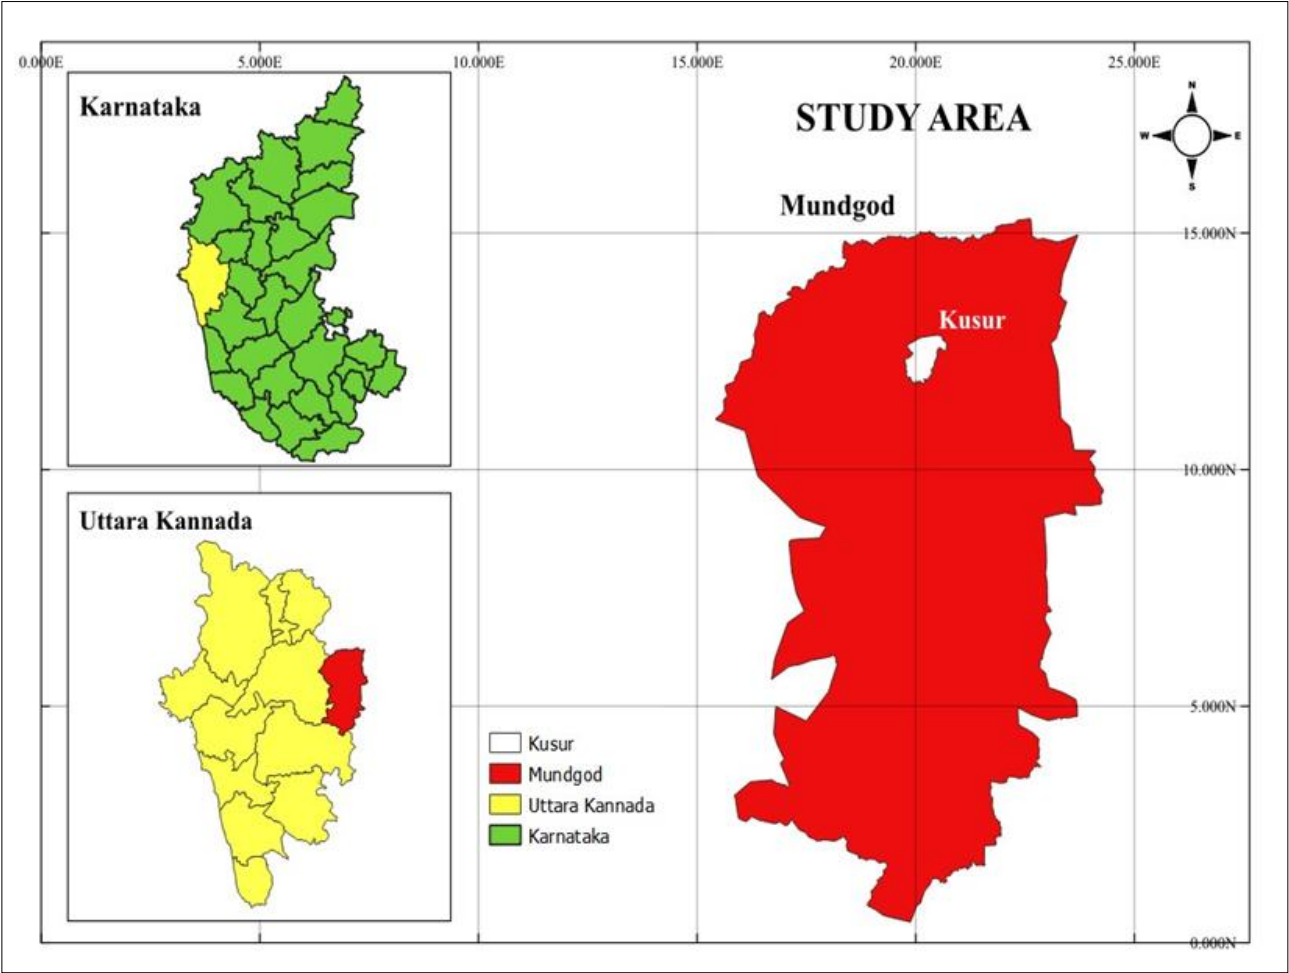 0.000E 5.000E 10.000E 15.000E 20.000E 25.000E
Karnataka
STUDY AREA
N
W E
S
Mundgod
15.000N
Kusur
10.000N
Uttara Kannada
5.000N
Kusur
Mundgod
Uttara Kannada
Karnataka
0.000N